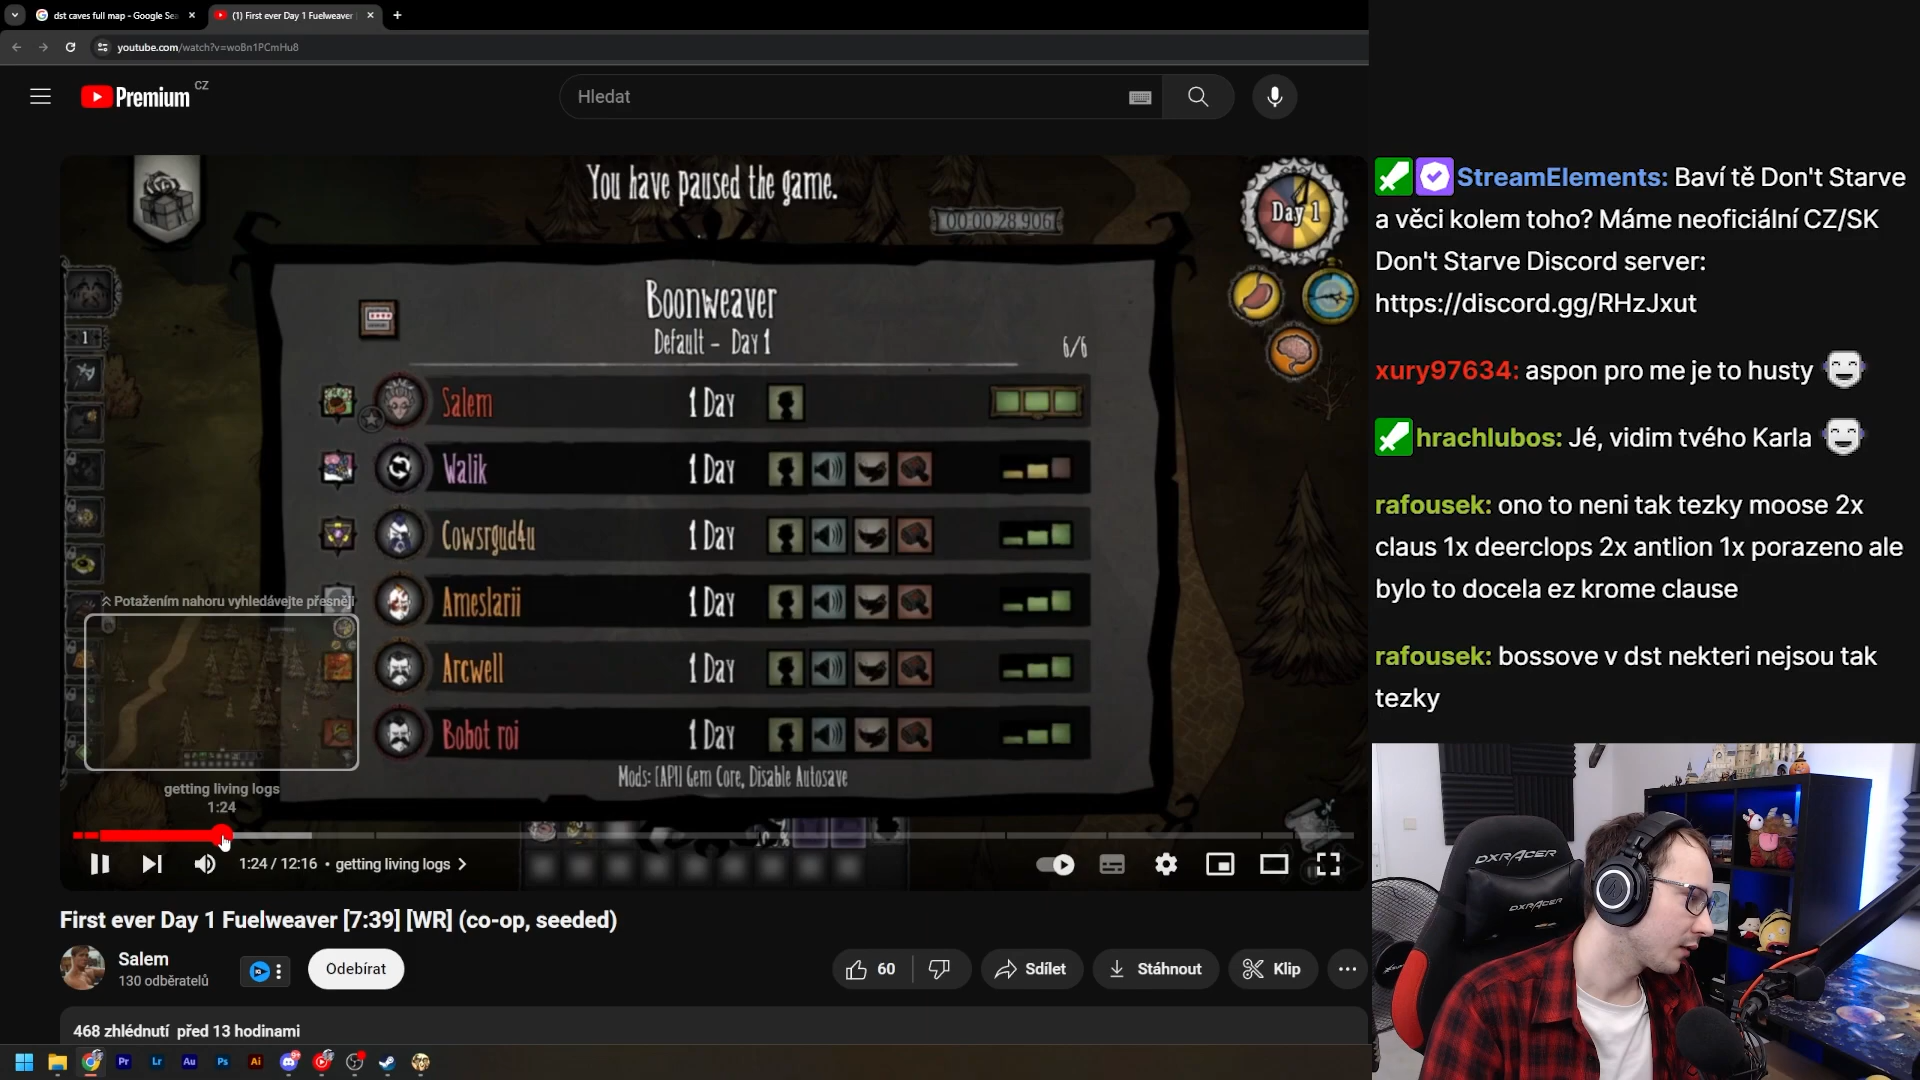 dst caves full map - Google Sea
(1) First ever Day 1 Fuelweaver
youtube.com/watch?v=woBn1PCmHu8
Premium CZ
Hledat
You have paused the game.
00:00:28.906
Day 1
Boonweaver
Default - Day 1
6/6
1
Salem 1 Day
Walik 1 Day
Cowsrgud4u 1 Day
Ameslarii 1 Day
Arcwell 1 Day
Bobot roi 1 Day
Mods: [API] Gem Core, Disable Autosave
Potažením nahoru vyhledávejte přesněji
getting living logs
1:24
1:24 / 12:16 • getting living logs
First ever Day 1 Fuelweaver [7:39] [WR] (co-op, seeded)
Salem
130 odběratelů
Odebírat
60
Sdílet
Stáhnout
Klip
468 zhlédnutí před 13 hodinami
Pr
Lr
Au
Ps
Ai
StreamElements: Baví tě Don't Starve
a věci kolem toho? Máme neoficiální CZ/SK
Don't Starve Discord server:
https://discord.gg/RHzJxut
xury97634: aspon pro me je to husty
hrachlubos: Jé, vidim tvého Karla
rafousek: ono to neni tak tezky moose 2x
claus 1x deerclops 2x antlion 1x porazeno ale
bylo to docela ez krome clause
rafousek: bossove v dst nekteri nejsou tak
tezky
DXRACER
DXRACER